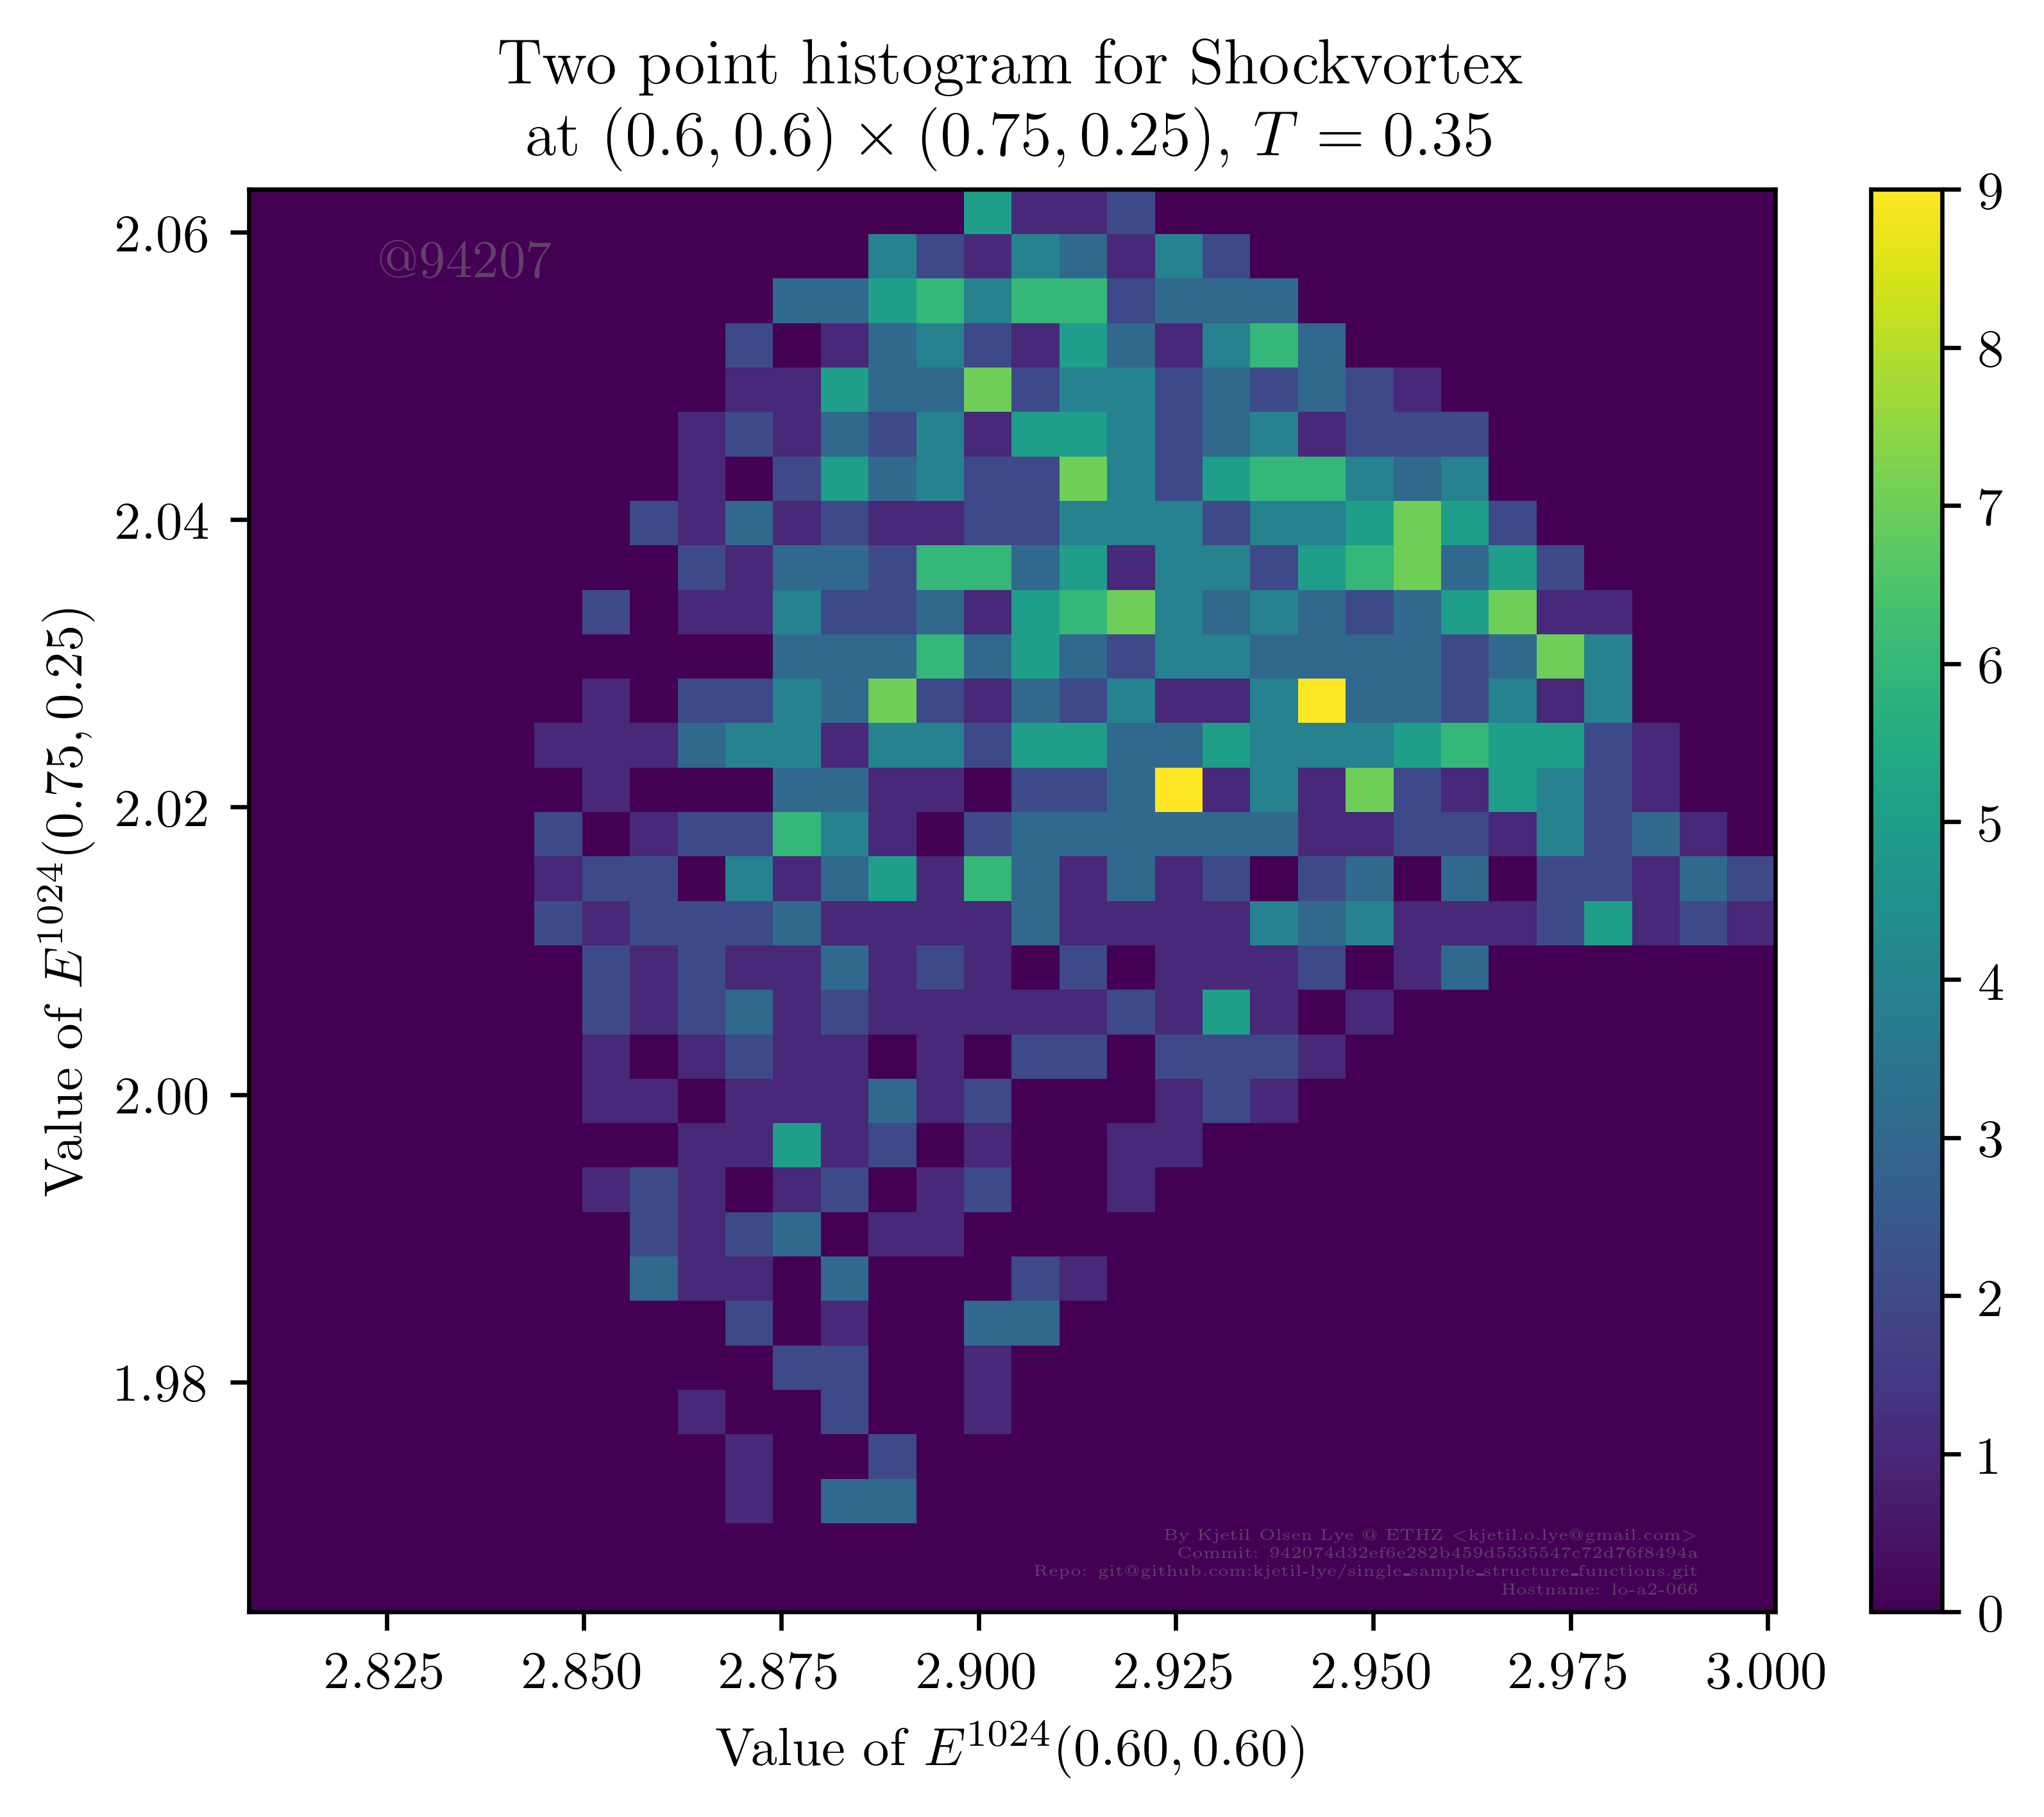 Two point histogram for Shockvortex
at (0.6, 0.6) × (0.75, 0.25), T = 0.35
@94207
2.06
2.04
2.02
2.00
1.98
Value of E^1024(0.75, 0.25)
2.825 2.850 2.875 2.900 2.925 2.950 2.975 3.000
Value of E^1024(0.60, 0.60)
9
8
7
6
5
4
3
2
1
0
By Kjetil Olsen Lye @ ETHZ <kjetil.o.lye@gmail.com>
Commit: 942074d32ef6e282b459d5535547c72d76f8494a
Repo: git@github.com:kjetil-lye/single_sample_structure_functions.git
Hostname: lo-a2-066